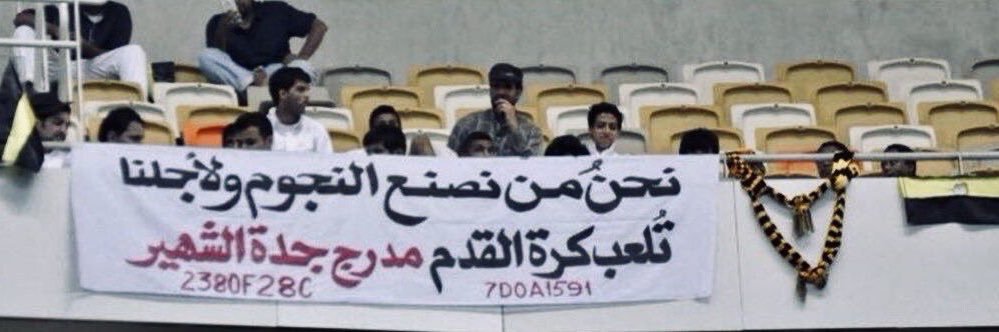 نحنُ من نصنع النجوم ولأجلنا
تُلعب كرة القدم مدرج جدة الشهير
2380F28C 7D0A1591